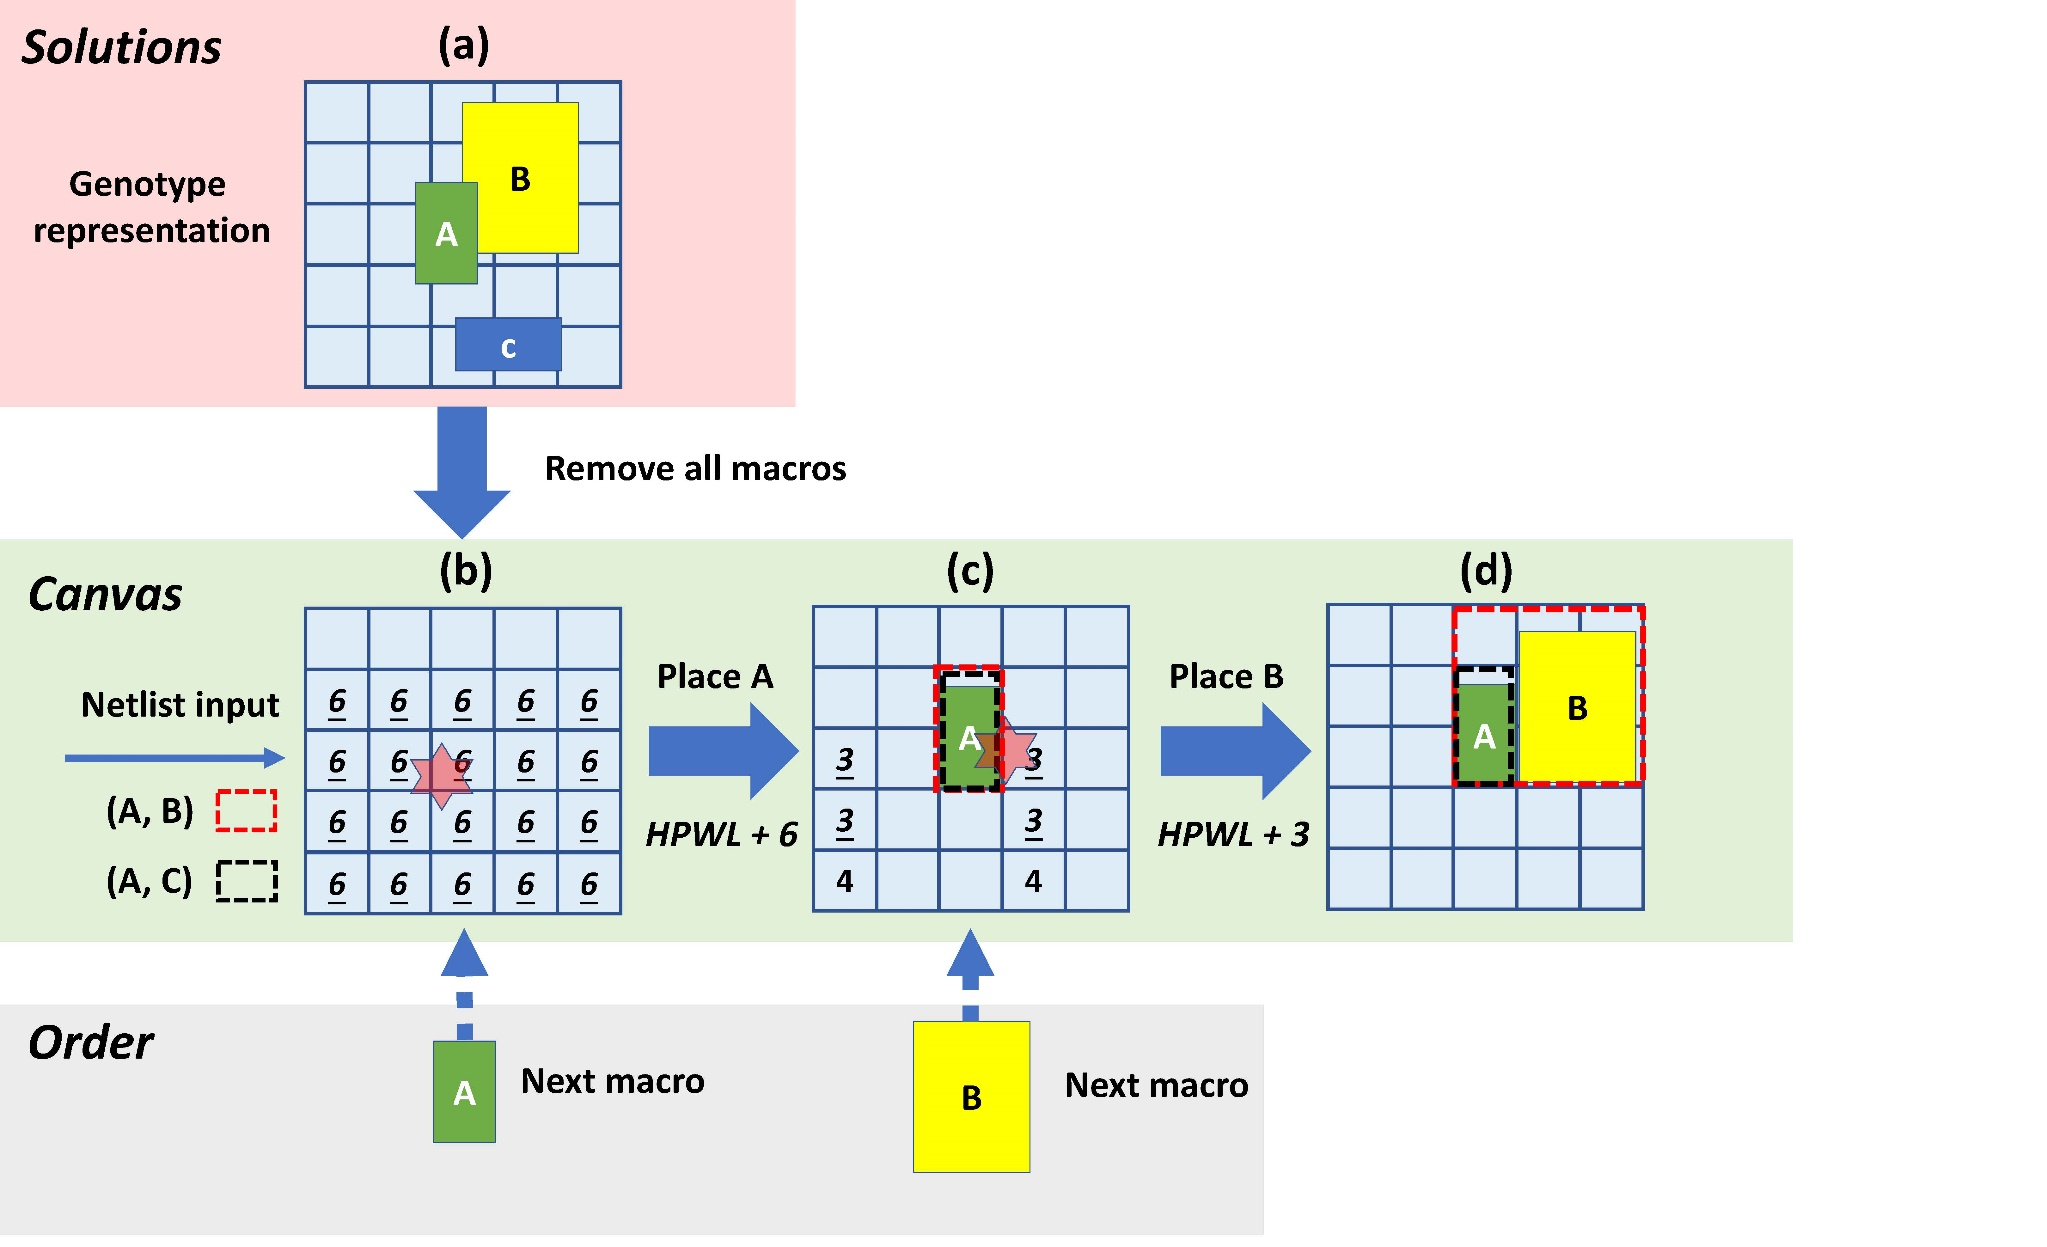 Solutions
(a)
Genotype
representation
B
A
c
Remove all macros
Canvas
(b)
(c)
(d)
Netlist input
(A, B)
(A, C)
6 6 6 6 6
6 6 6 6 6
6 6 6 6 6
6 6 6 6 6
Place A
HPWL + 6
A
3 3
3 3
4 4
Place B
HPWL + 3
A
B
Order
A
Next macro
B
Next macro